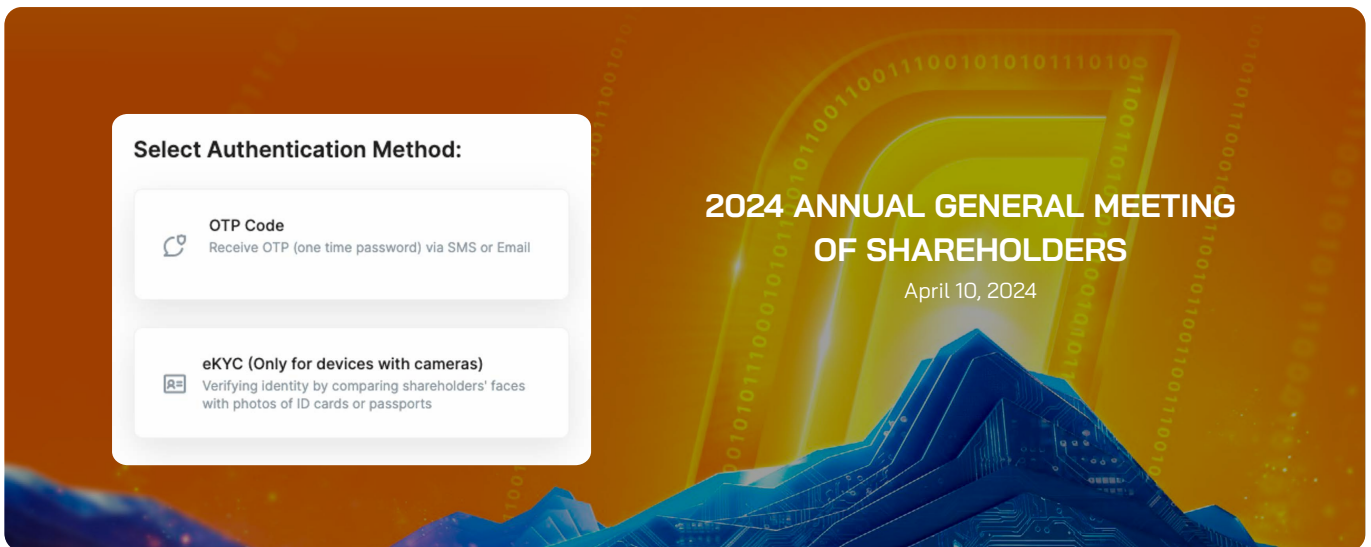 Select Authentication Method:
OTP Code
Receive OTP (one time password) via SMS or Email
eKYC (Only for devices with cameras)
Verifying identity by comparing shareholders' faces
with photos of ID cards or passports
2024 ANNUAL GENERAL MEETING
OF SHAREHOLDERS
April 10, 2024